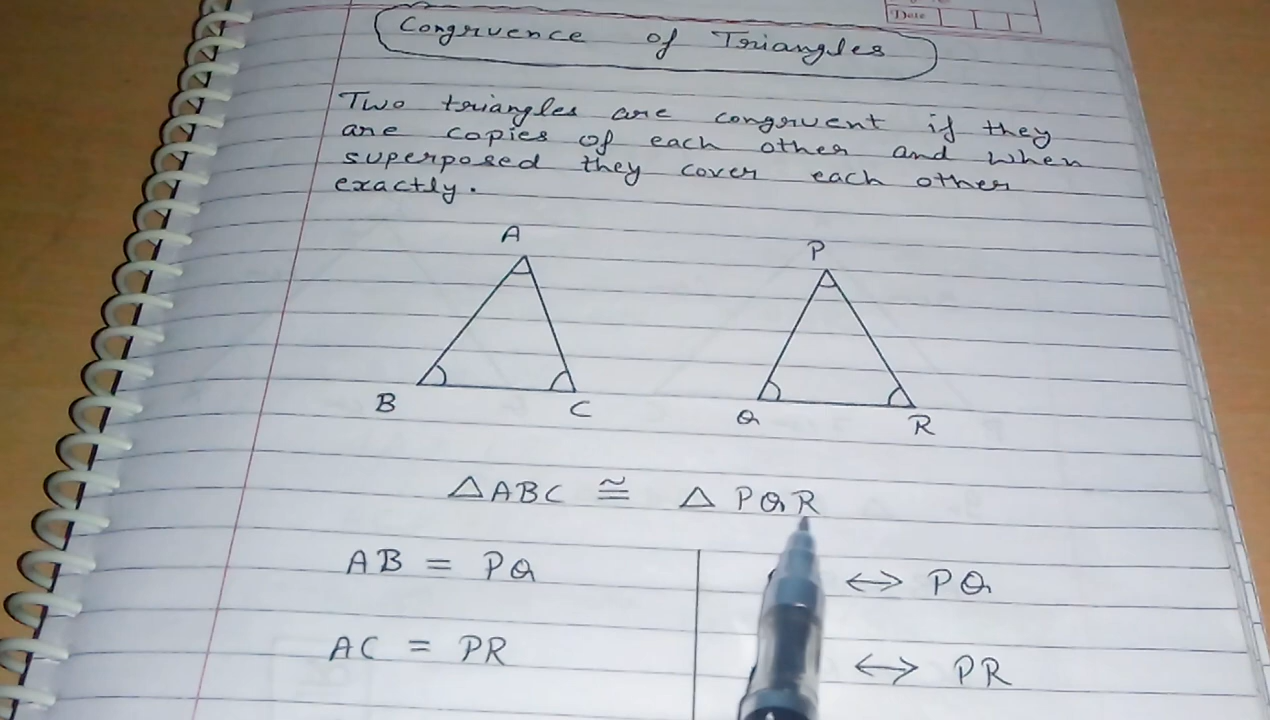 Date
Congruence of Triangles
Two triangles are congruent if they
are copies of each other and when
superposed they cover each other
exactly.
A P
B C Q R
△ABC ≅ △PQR
AB = PQ ↔ PQ
AC = PR ↔ PR